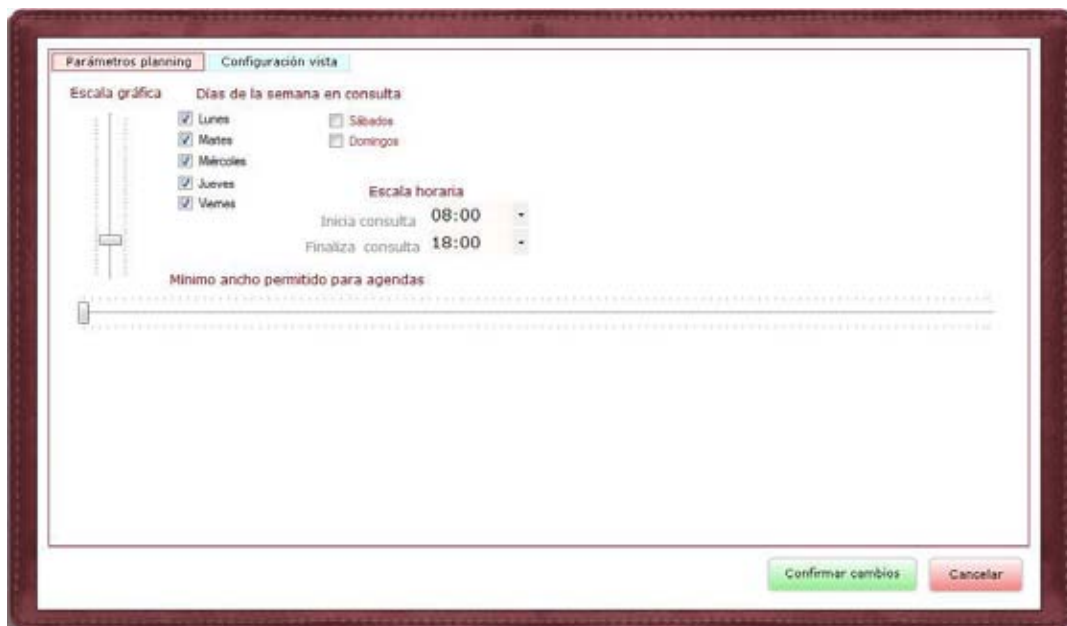 Parámetros planning
Configuración vista
Escala gráfica
Días de la semana en consulta
Lunes
Sábados
Martes
Domingos
Miércoles
Jueves
Viernes
Escala horaria
Inicia consulta 08:00
Finaliza consulta 18:00
Mínimo ancho permitido para agendas
Confirmar cambios
Cancelar